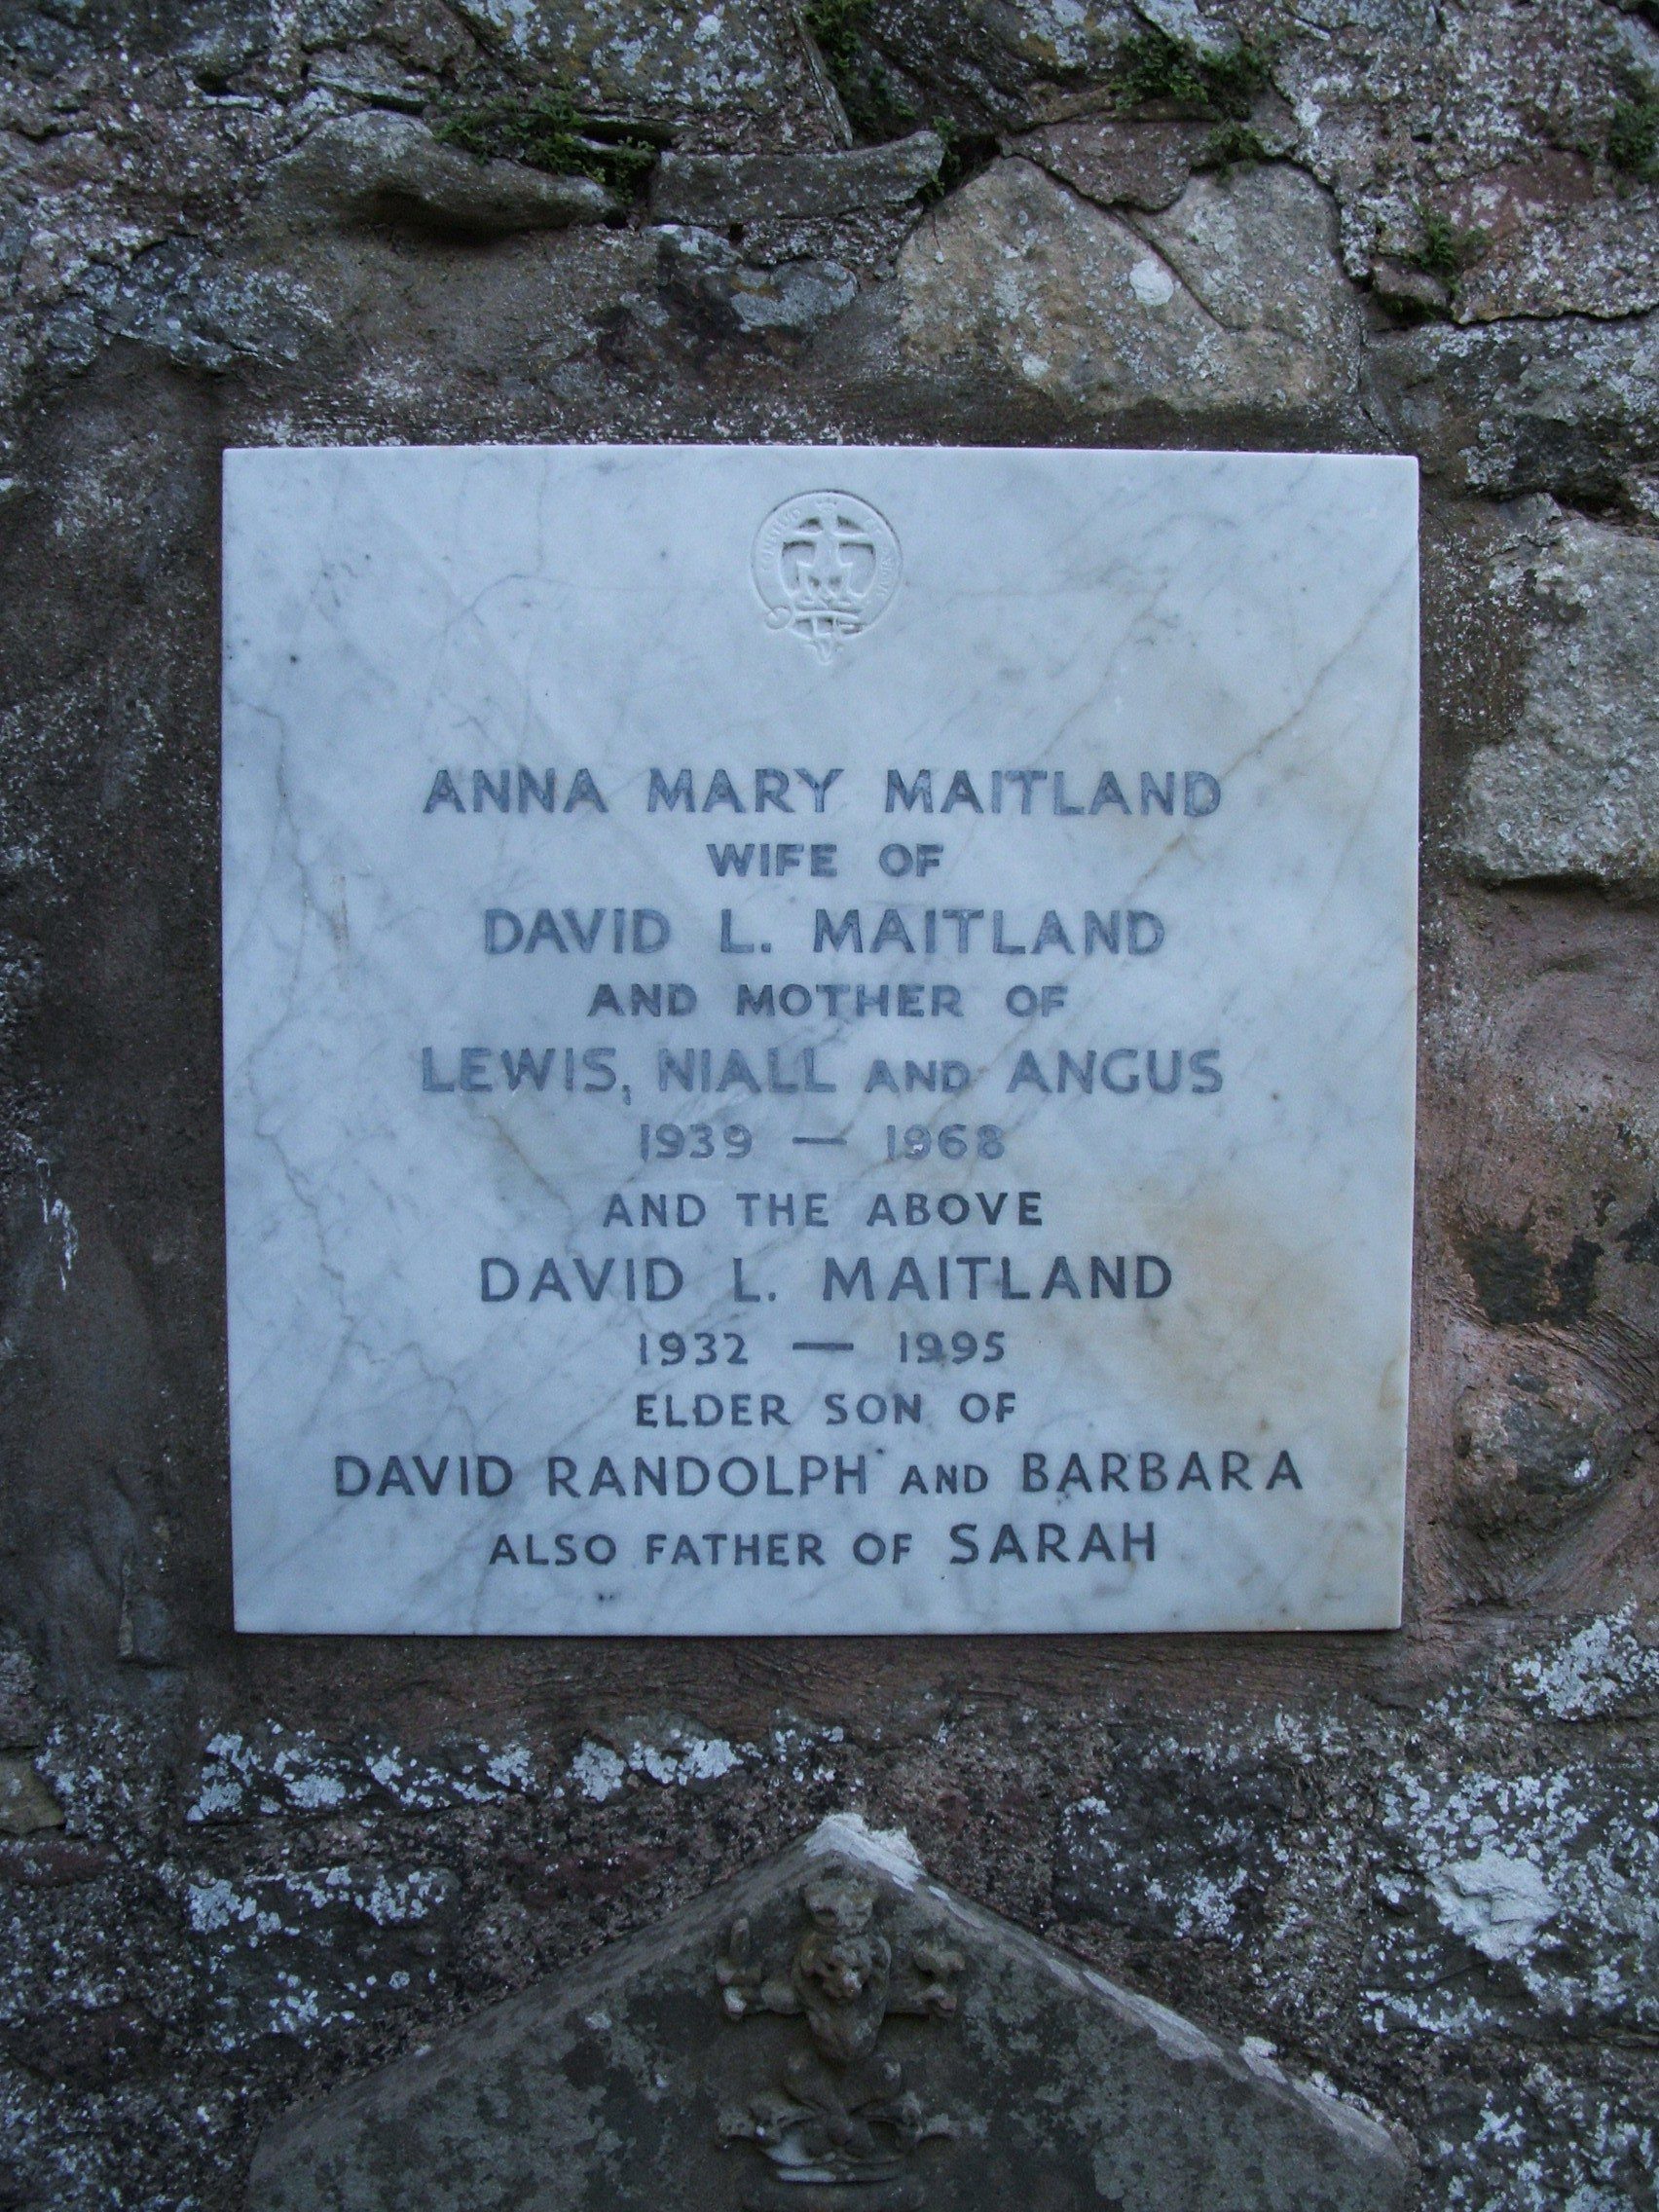 ANNA MARY MAITLAND
WIFE OF
DAVID L. MAITLAND
AND MOTHER OF
LEWIS, NIALL AND ANGUS
1939 — 1968
AND THE ABOVE
DAVID L. MAITLAND
1932 — 1995
ELDER SON OF
DAVID RANDOLPH AND BARBARA
ALSO FATHER OF SARAH